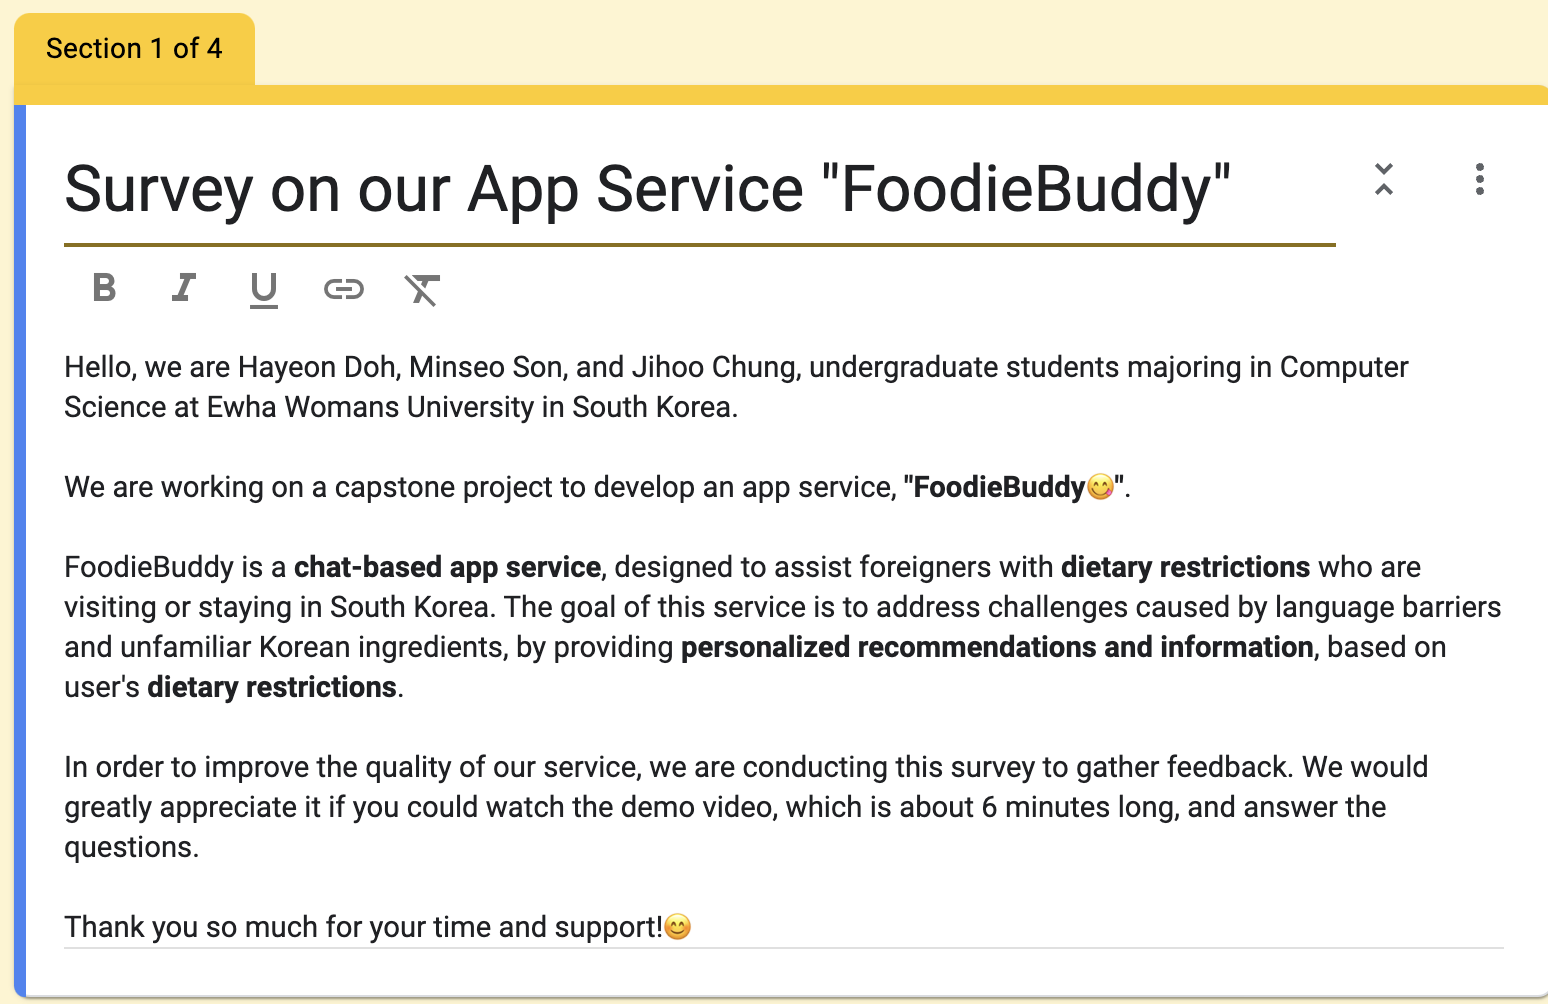 Section 1 of 4
Survey on our App Service "FoodieBuddy"
B I U
Hello, we are Hayeon Doh, Minseo Son, and Jihoo Chung, undergraduate students majoring in Computer
Science at Ewha Womans University in South Korea.
We are working on a capstone project to develop an app service, "FoodieBuddy😋".
FoodieBuddy is a chat-based app service, designed to assist foreigners with dietary restrictions who are
visiting or staying in South Korea. The goal of this service is to address challenges caused by language barriers
and unfamiliar Korean ingredients, by providing personalized recommendations and information, based on
user's dietary restrictions.
In order to improve the quality of our service, we are conducting this survey to gather feedback. We would
greatly appreciate it if you could watch the demo video, which is about 6 minutes long, and answer the
questions.
Thank you so much for your time and support!😊